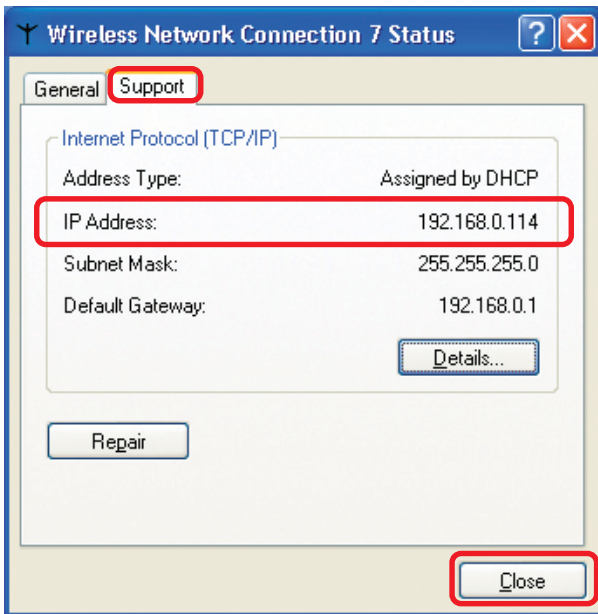 Wireless Network Connection 7 Status ?
General Support
Internet Protocol (TCP/IP)
Address Type: Assigned by DHCP
IP Address: 192.168.0.114
Subnet Mask: 255.255.255.0
Default Gateway: 192.168.0.1
Details...
Repair
Close